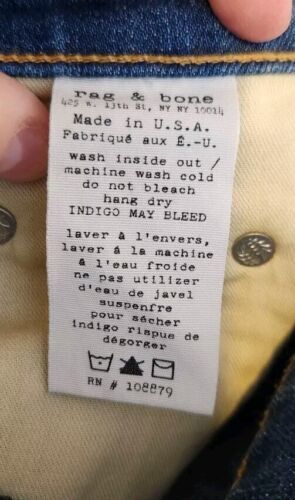 rag & bone
425 W. 13th St, NY NY 10014
Made in U.S.A.
Fabriqué aux É.-U.
wash inside out /
machine wash cold
do not bleach
hang dry
INDIGO MAY BLEED
laver á l'envers,
laver á la machine
á l'eau froide
ne pas utiliser
d'eau de javel
suspenfre
pour sécher
indigo rispue de
dégorger
RN # 108879